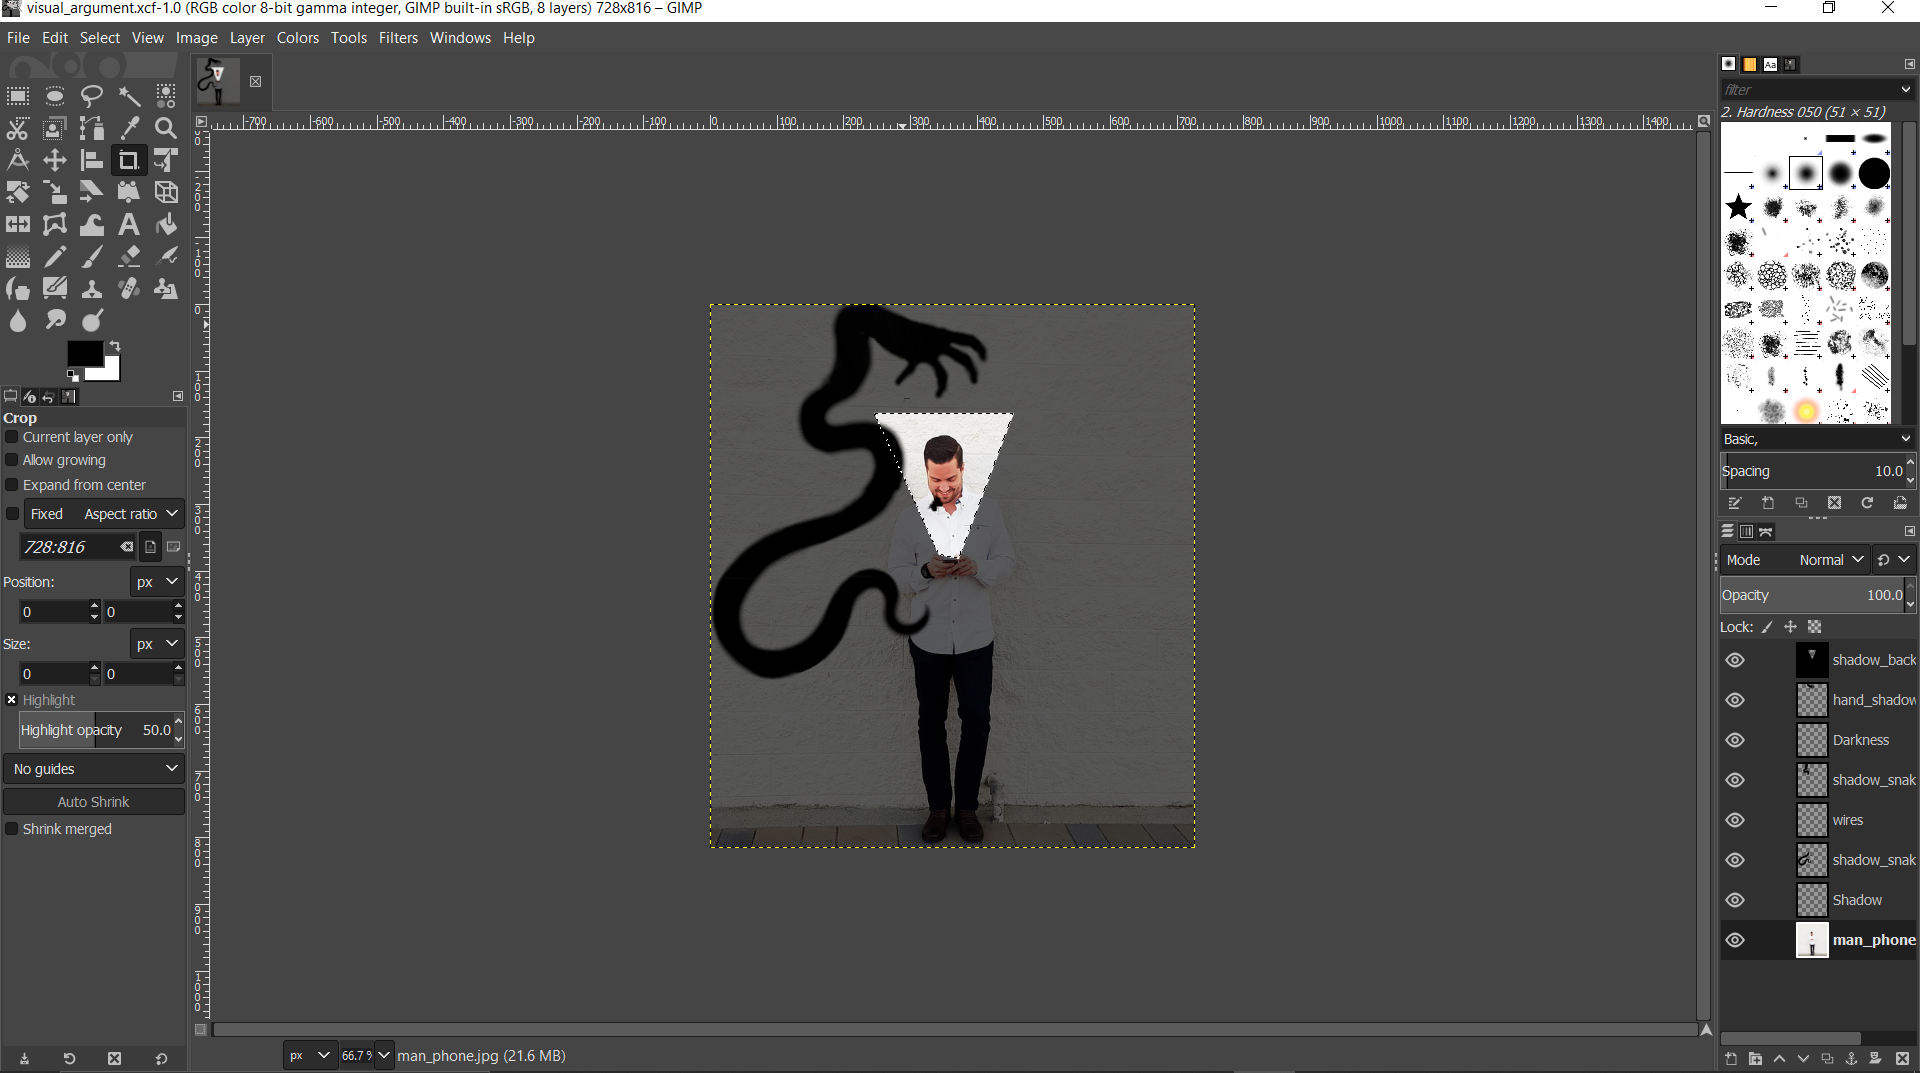 visual_argument.xcf-1.0 (RGB color 8-bit gamma integer, GIMP built-in sRGB, 8 layers) 728x816 – GIMP
File Edit Select View Image Layer Colors Tools Filters Windows Help
filter
2. Hardness 050 (51 × 51)
-700 -600 -500 -400 -300 -200 -100 0 100 200 300 400 500 600 700 800 900 1000 1100 1200 1300 1400
Crop
Current layer only
Allow growing
Expand from center
Fixed Aspect ratio
728:816
Position: px
0 0
Size: px
0 0
Highlight
Highlight opacity 50.0
No guides
Auto Shrink
Shrink merged
Basic,
Spacing 10.0
Mode Normal
Opacity 100.0
Lock:
shadow_back
hand_shadow
Darkness
shadow_snak
wires
shadow_snak
Shadow
man_phone
px 66.7 % man_phone.jpg (21.6 MB)